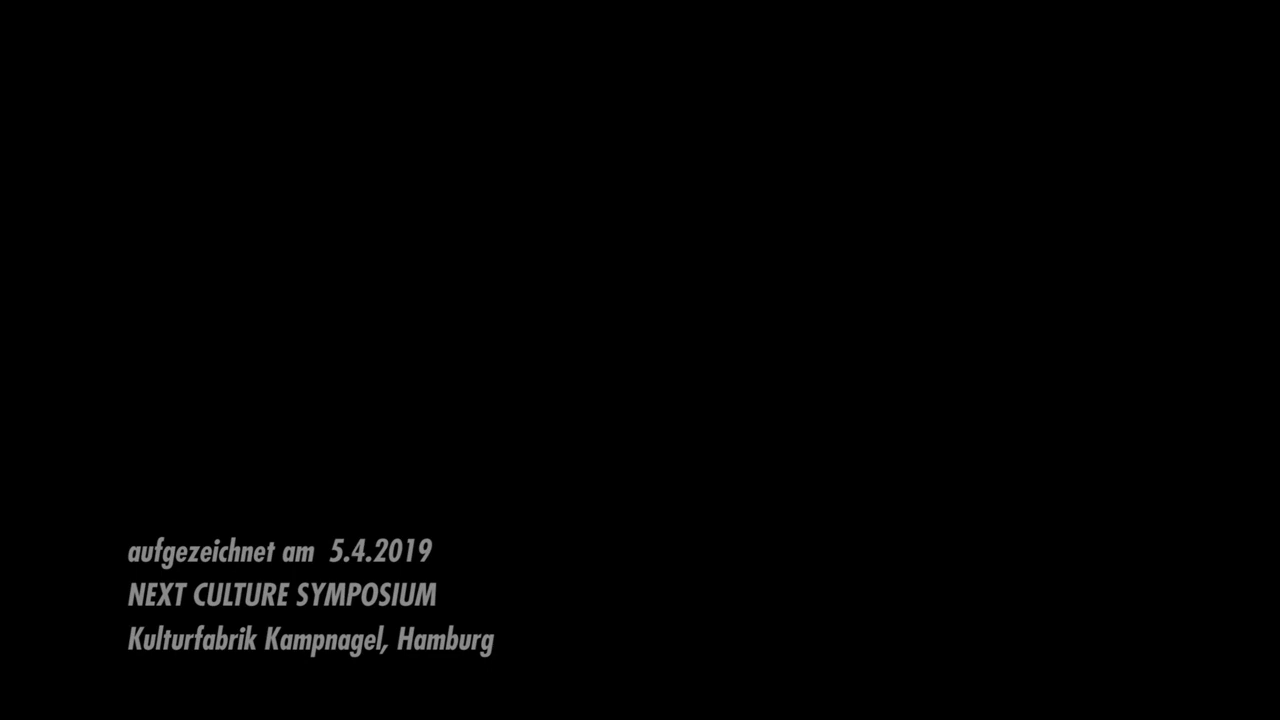 aufgezeichnet am 5.4.2019
NEXT CULTURE SYMPOSIUM
Kulturfabrik Kampnagel, Hamburg